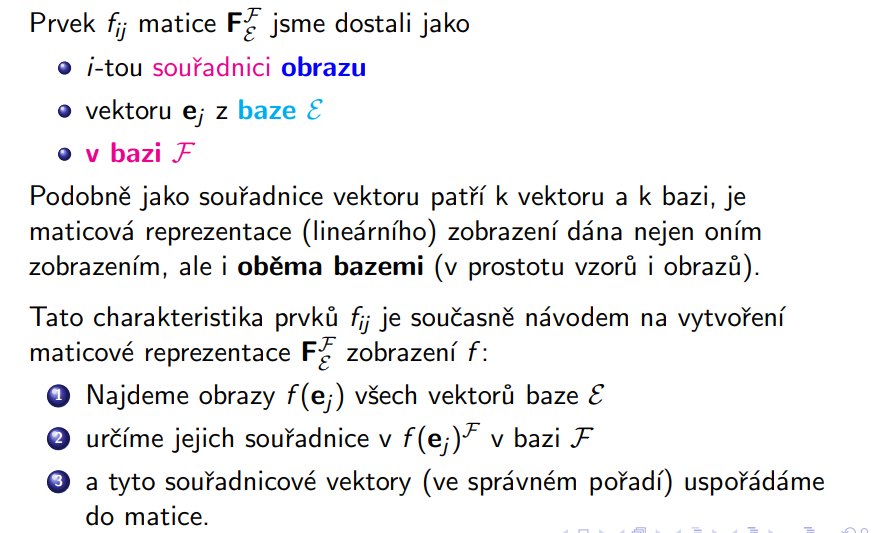 Prvek f_ij matice F_ℰ^ℱ jsme dostali jako
i-tou souřadnici obrazu
vektoru e_j z baze ℰ
v bazi ℱ
Podobně jako souřadnice vektoru patří k vektoru a k bazi, je
maticová reprezentace (lineárního) zobrazení dána nejen oním
zobrazením, ale i oběma bazemi (v prostotu vzorů i obrazů).
Tato charakteristika prvků f_ij je současně návodem na vytvoření
maticové reprezentace F_ℰ^ℱ zobrazení f:
1 Najdeme obrazy f(e_j) všech vektorů baze ℰ
2 určíme jejich souřadnice v f(e_j)^ℱ v bazi ℱ
3 a tyto souřadnicové vektory (ve správném pořadí) uspořádáme
do matice.